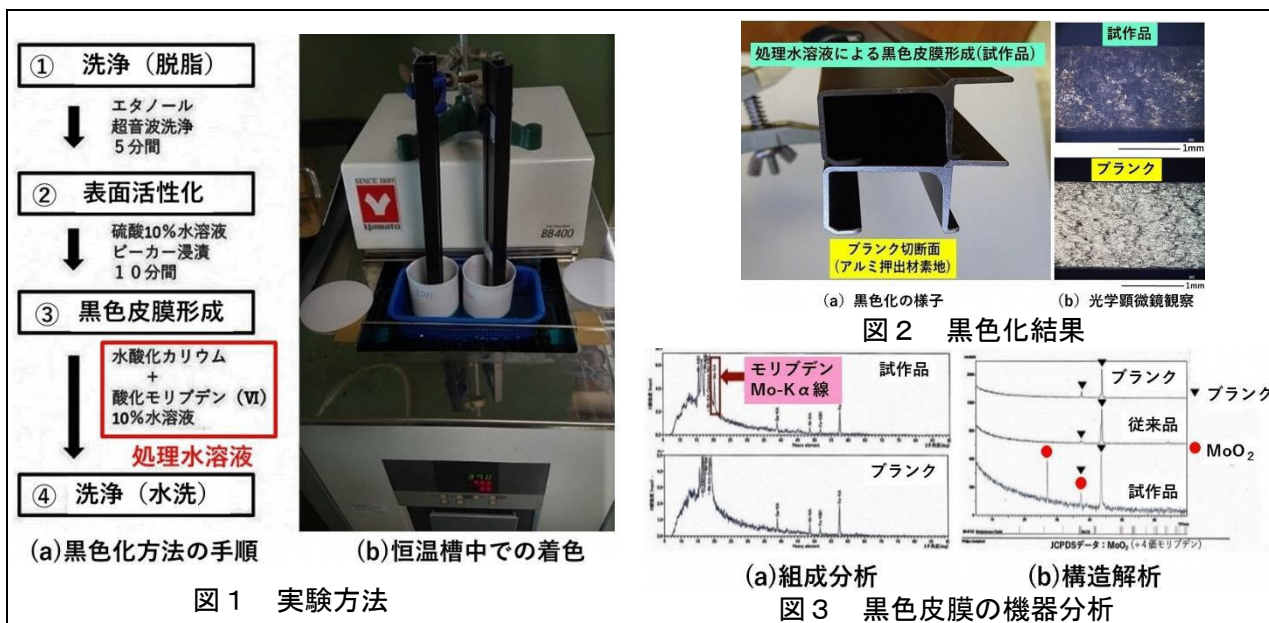 ① 洗浄（脱脂）
エタノール
超音波洗浄
５分間
② 表面活性化
硫酸10％水溶液
ビーカー浸漬
１０分間
③ 黒色皮膜形成
水酸化カリウム
＋
酸化モリブデン（Ⅵ）
10％水溶液
処理水溶液
④ 洗浄（水洗）
(a)黒色化方法の手順
SINCE 1889
Yamato
BB400
37.0
(b)恒温槽中での着色
図１　実験方法
処理水溶液による黒色皮膜形成(試作品)
ブランク切断面
(アルミ押出材素地)
(a) 黒色化の様子
試作品
1mm
ブランク
1mm
(b) 光学顕微鏡観察
図２　黒色化結果
モリブデン
Mo-Kα線
試作品
ブランク
(a)組成分析
ブランク
従来品
試作品
▼ブランク
●MoO₂
JCPDSデータ：MoO₂ (+4価モリブデン)
(b)構造解析
図３　黒色皮膜の機器分析